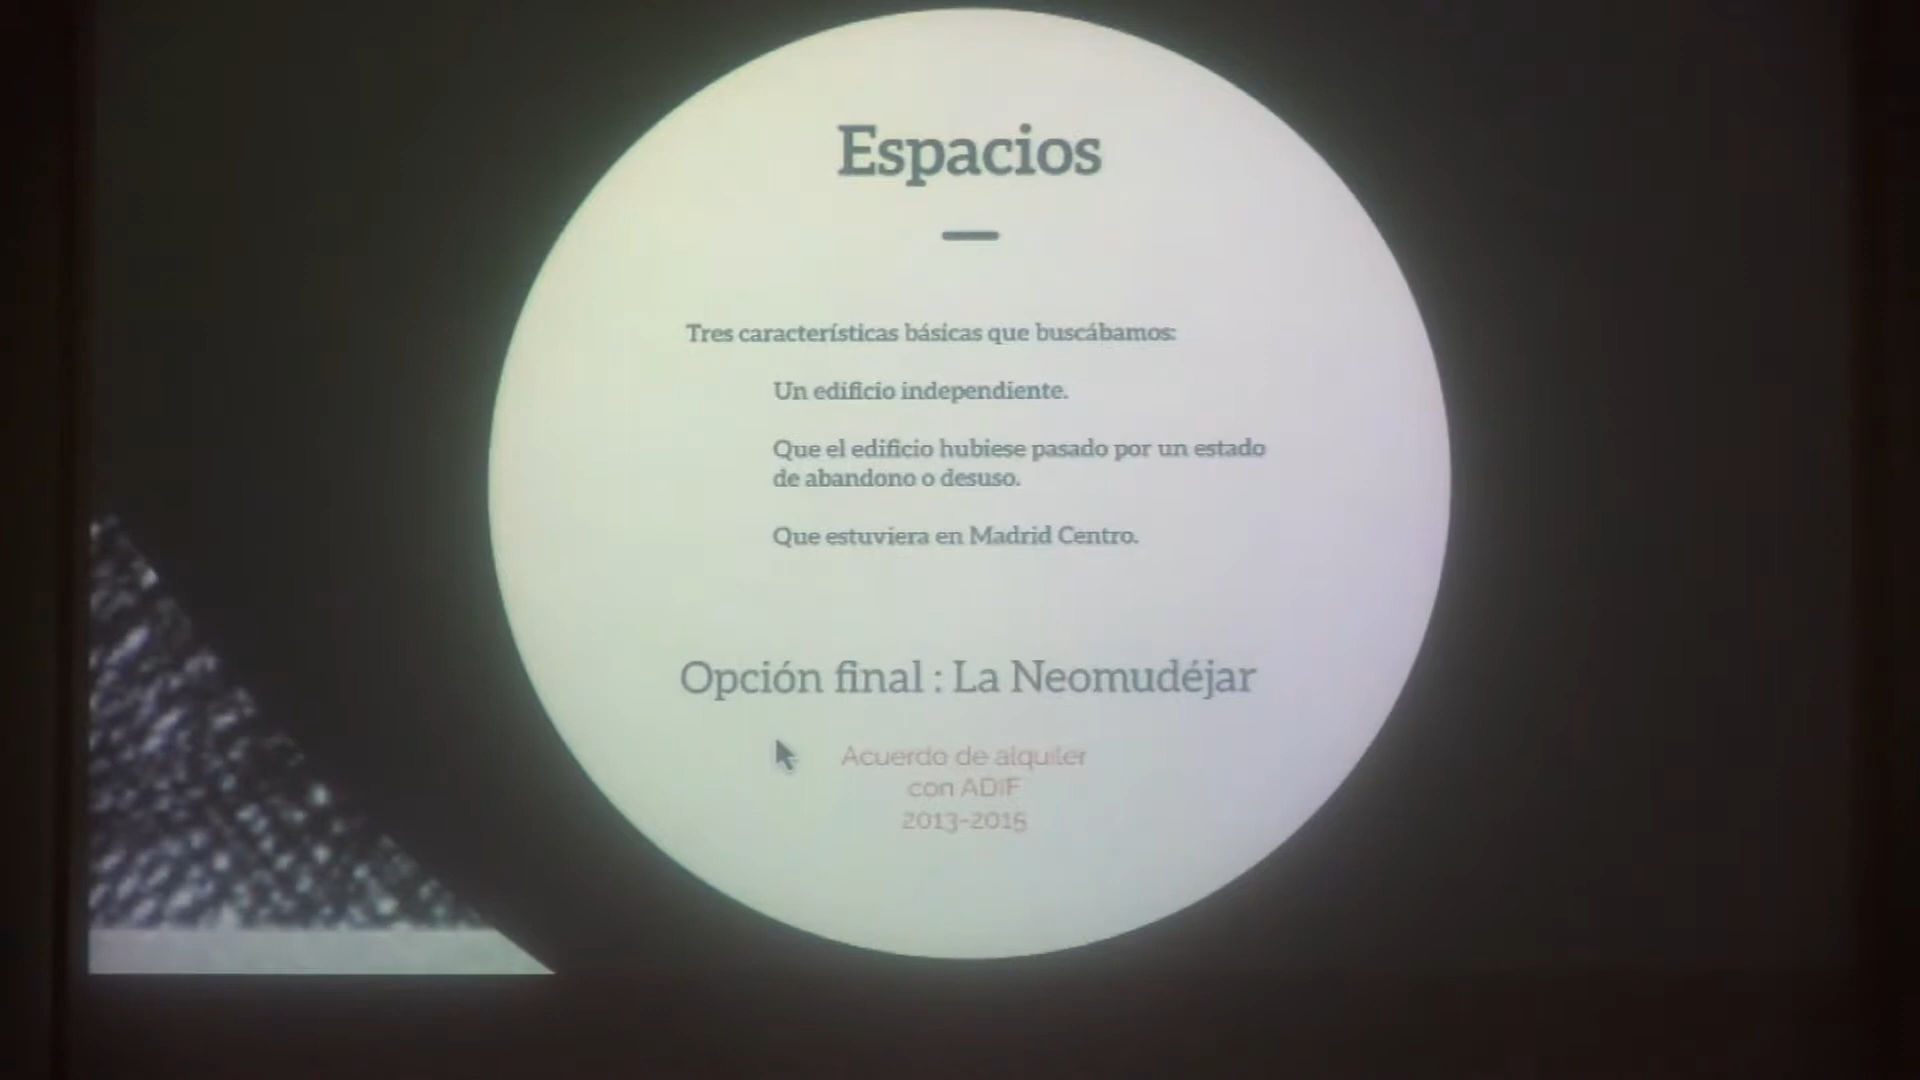 Espacios
Tres características básicas que buscábamos:
Un edificio independiente.
Que el edificio hubiese pasado por un estado
de abandono o desuso.
Que estuviera en Madrid Centro.
Opción final : La Neomudéjar
Acuerdo de alquiler
con ADIF
2013-2015